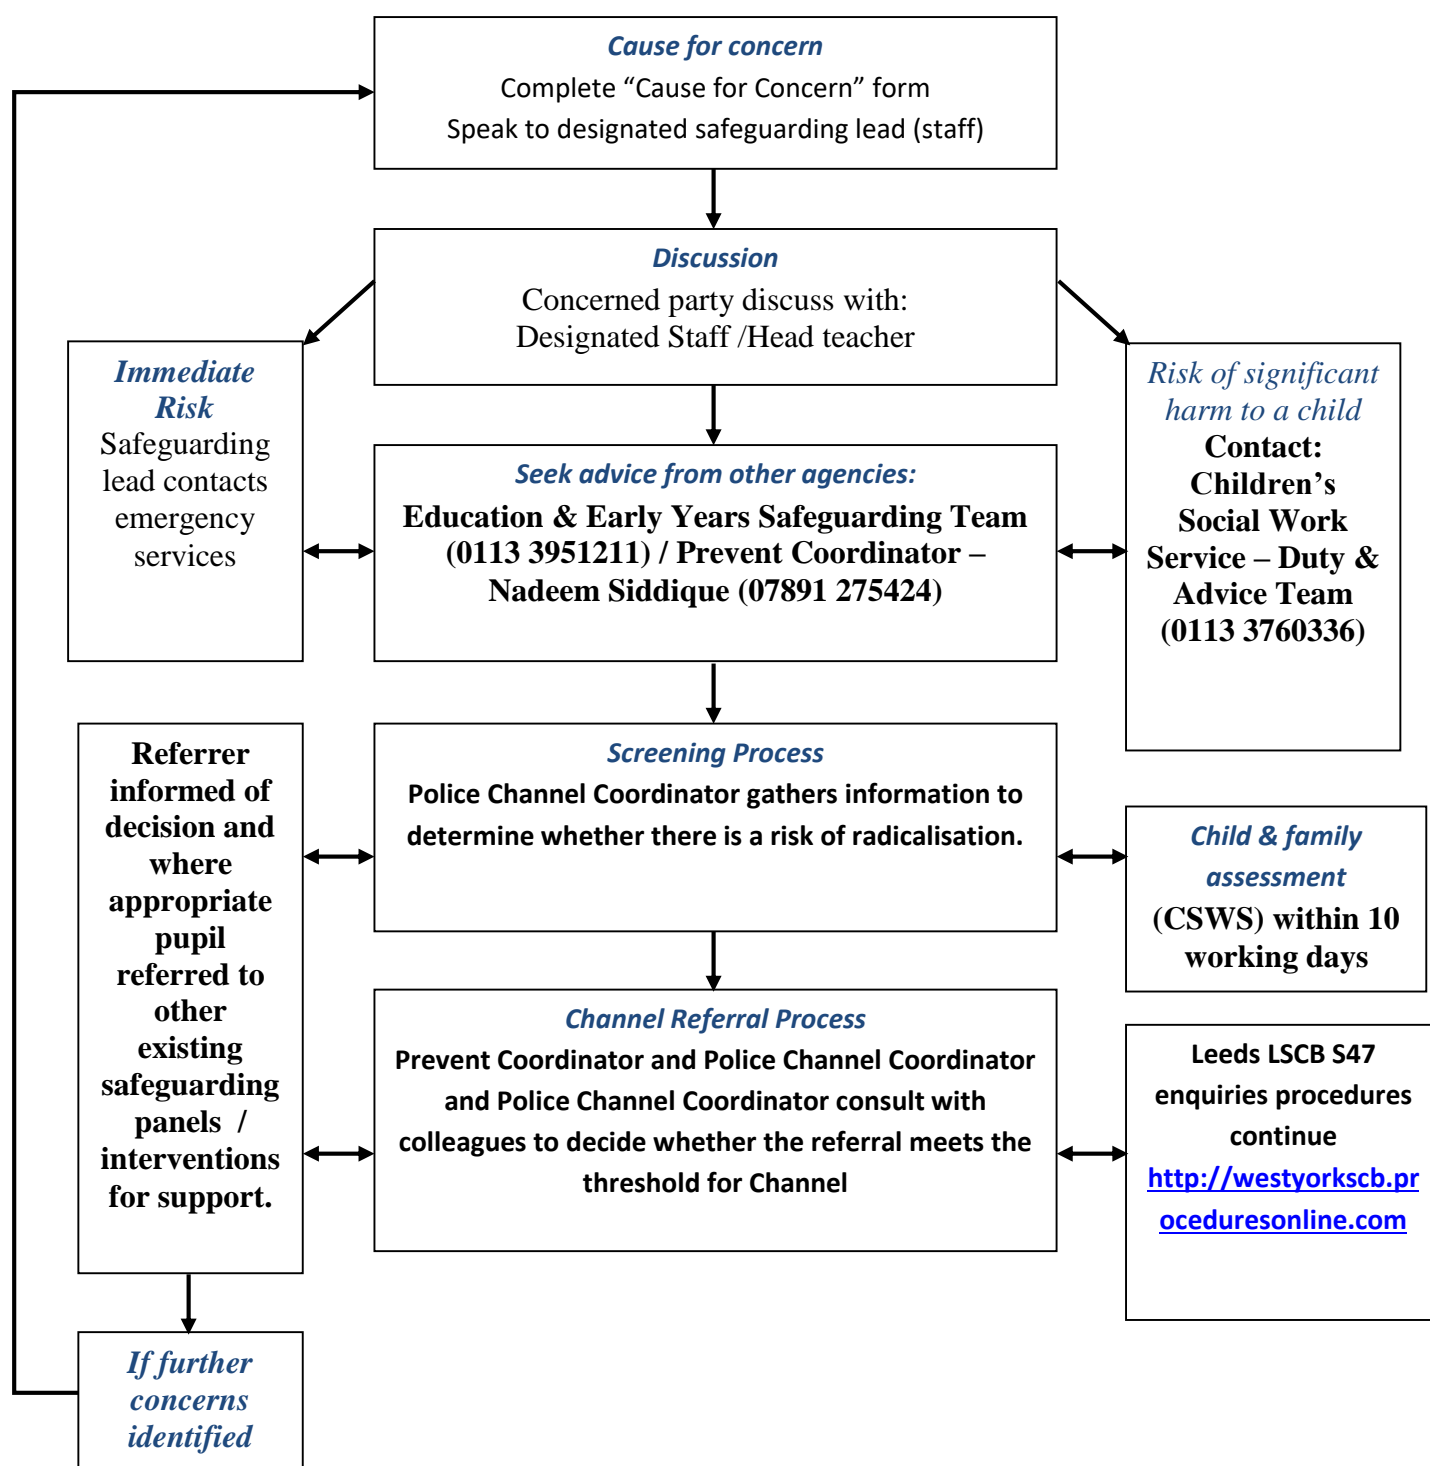 Cause for concern
Complete “Cause for Concern” form
Speak to designated safeguarding lead (staff)
Discussion
Concerned party discuss with:
Designated Staff /Head teacher
Immediate
Risk
Safeguarding
lead contacts
emergency
services
Seek advice from other agencies:
Education & Early Years Safeguarding Team
(0113 3951211) / Prevent Coordinator –
Nadeem Siddique (07891 275424)
Risk of significant
harm to a child
Contact:
Children’s
Social Work
Service – Duty &
Advice Team
(0113 3760336)
Referrer
informed of
decision and
where
appropriate
pupil
referred to
other
existing
safeguarding
panels /
interventions
for support.
Screening Process
Police Channel Coordinator gathers information to
determine whether there is a risk of radicalisation.
Child & family
assessment
(CSWS) within 10
working days
Channel Referral Process
Prevent Coordinator and Police Channel Coordinator
and Police Channel Coordinator consult with
colleagues to decide whether the referral meets the
threshold for Channel
Leeds LSCB S47
enquiries procedures
continue
http://westyorkscb.pr
oceduresonline.com
If further
concerns
identified